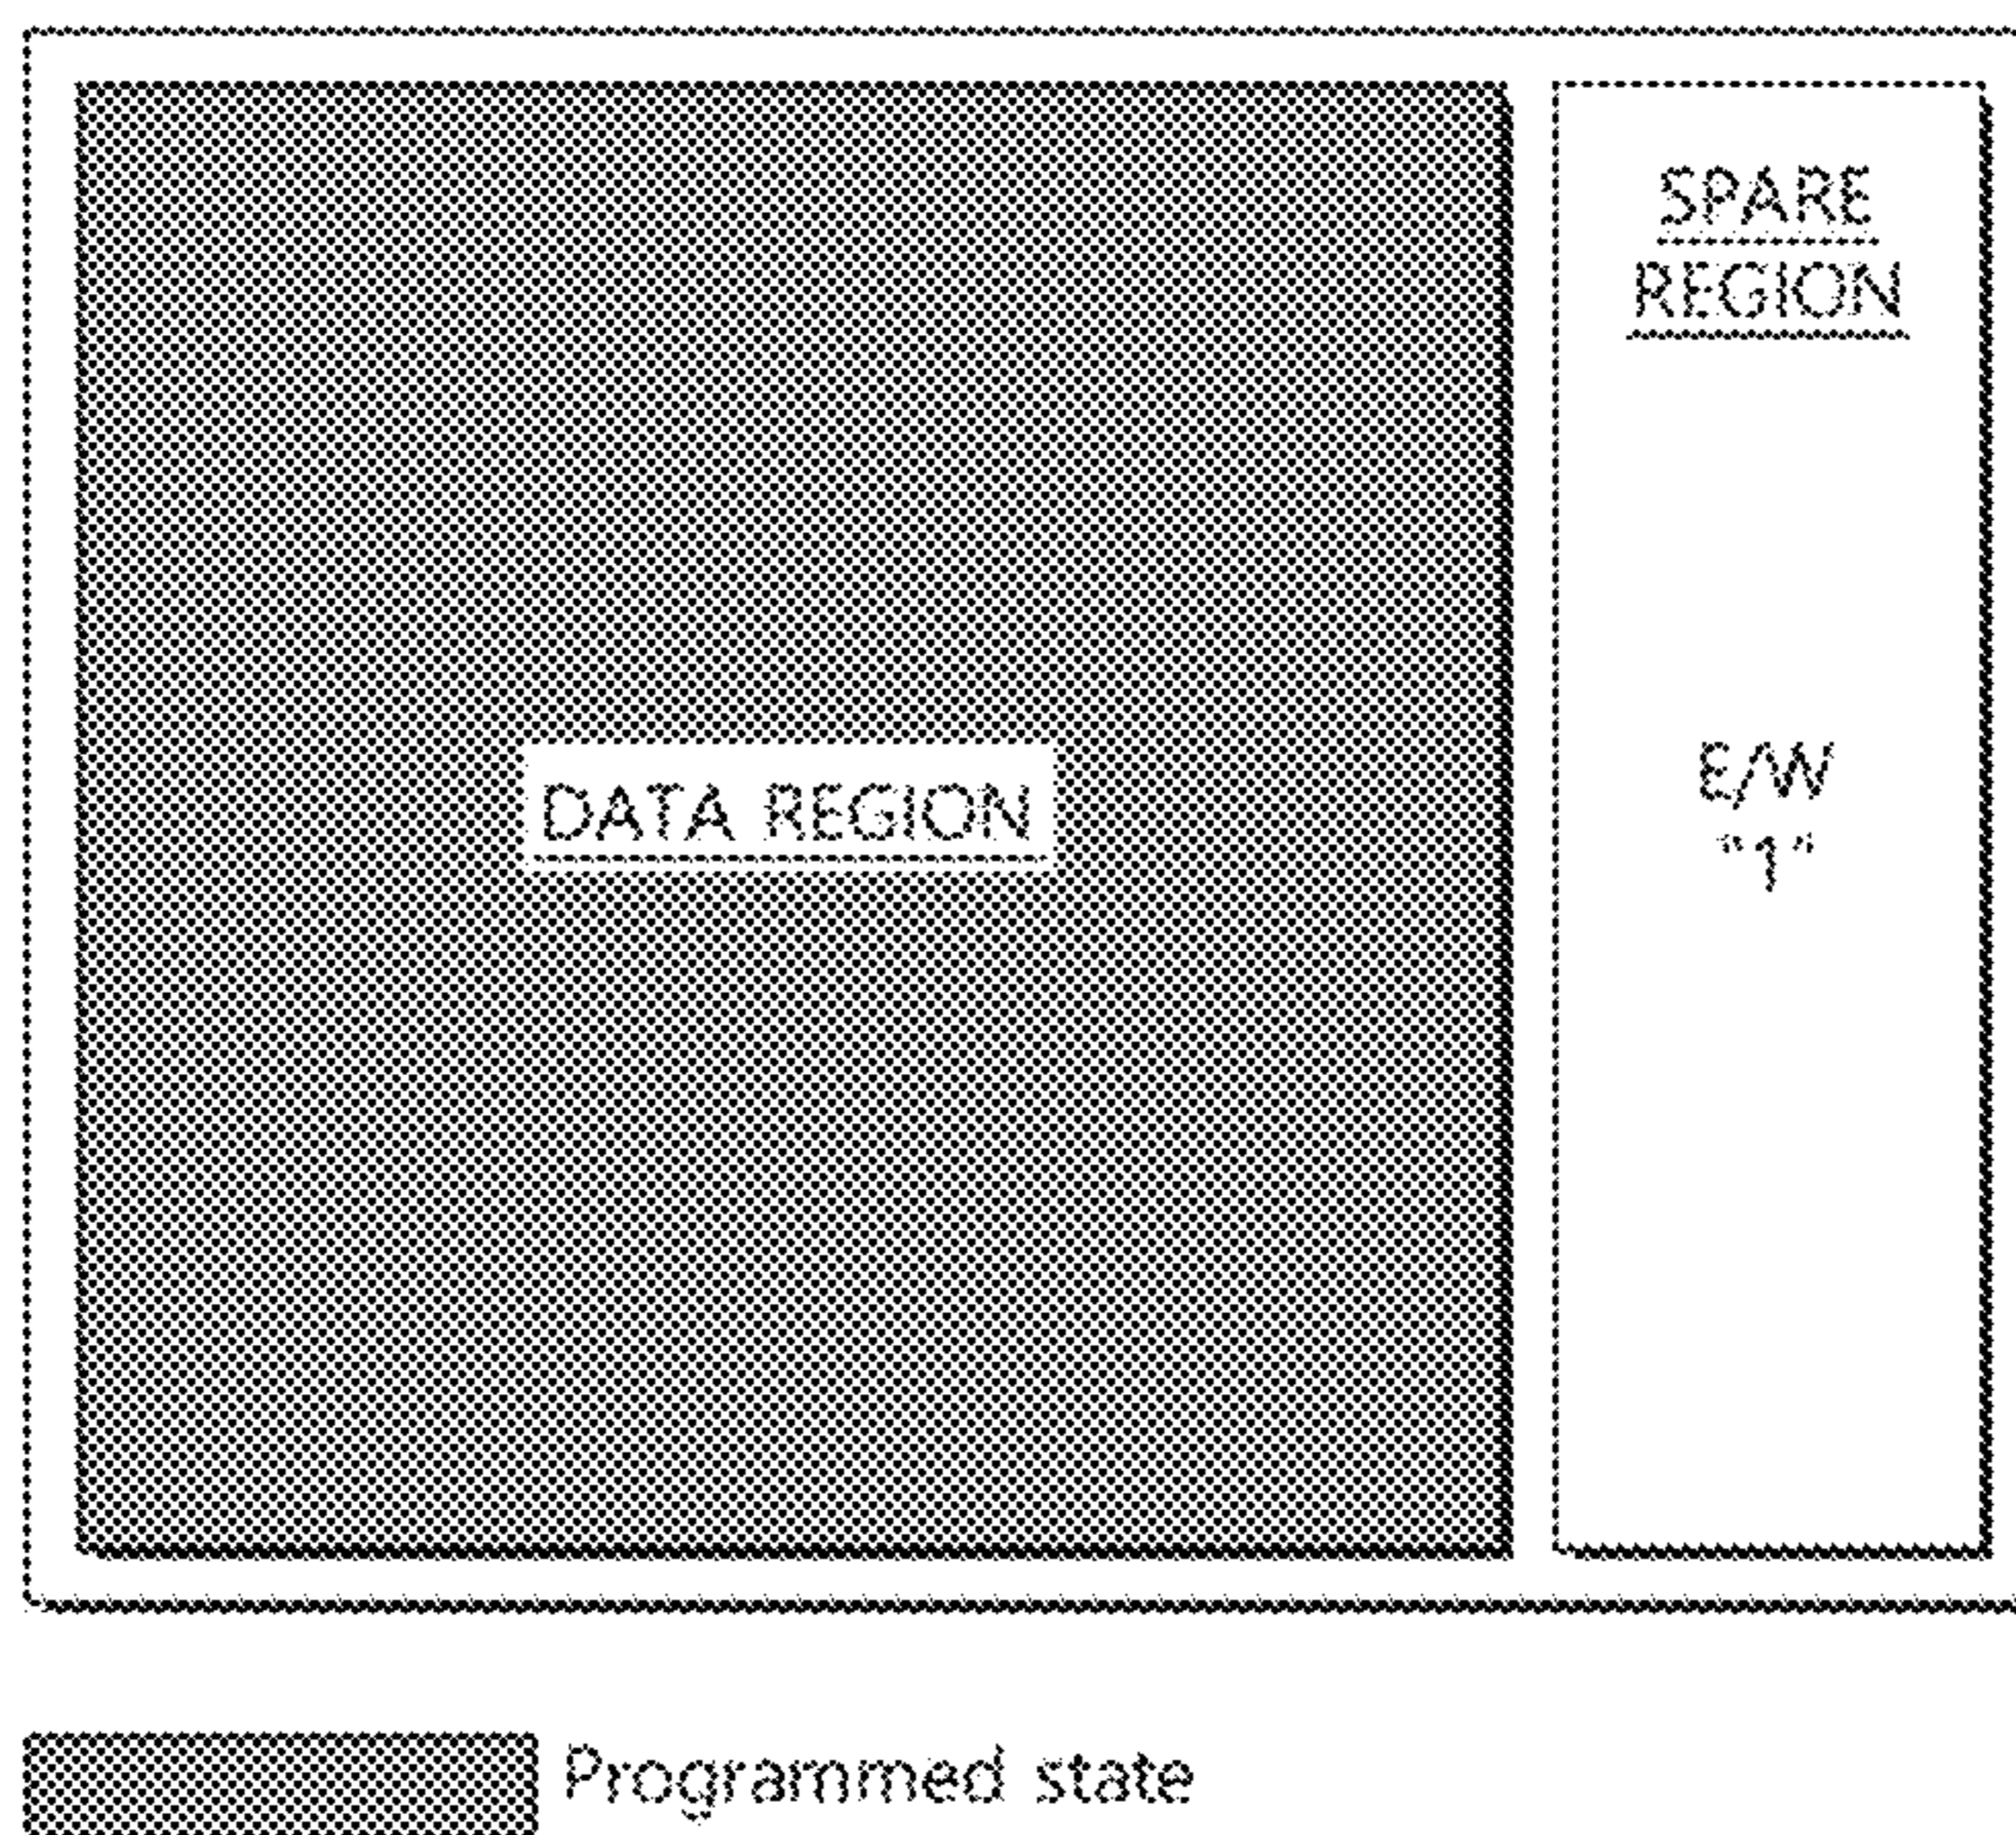 SPARE
REGION
DATA REGION
E/W
"1"
Programmed state